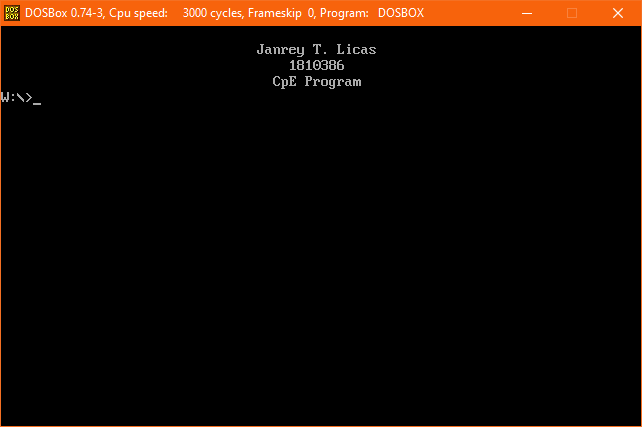 DOS
BOX
DOSBox 0.74-3, Cpu speed: 3000 cycles, Frameskip 0, Program: DOSBOX
Janrey T. Licas
1810386
CpE Program
W:\>_